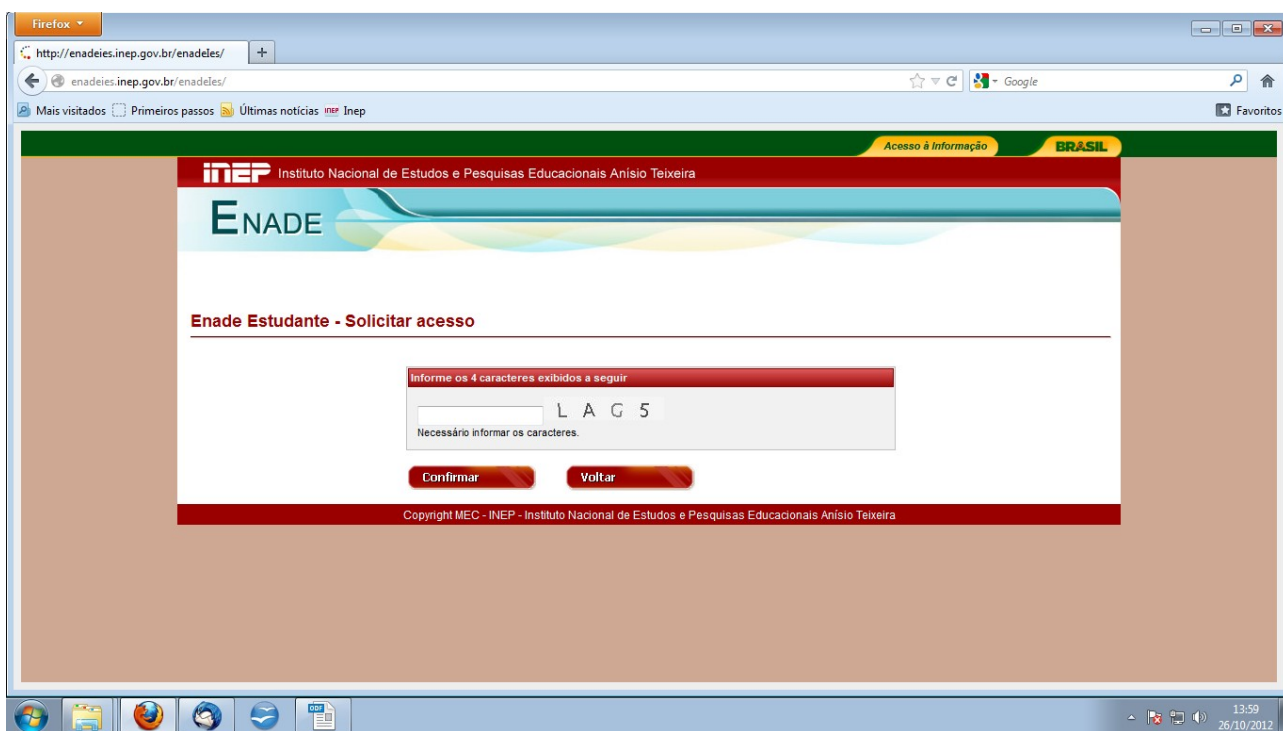 Firefox
http://enadeies.inep.gov.br/enadeIes/
enadeies.inep.gov.br/enadeIes/
Google
Mais visitados Primeiros passos Últimas notícias INEP Inep
Favoritos
Acesso à Informação BRASIL
inep Instituto Nacional de Estudos e Pesquisas Educacionais Anísio Teixeira
ENADE
Enade Estudante - Solicitar acesso
Informe os 4 caracteres exibidos a seguir
L A G 5
Necessário informar os caracteres.
Confirmar Voltar
Copyright MEC - INEP - Instituto Nacional de Estudos e Pesquisas Educacionais Anísio Teixeira
ODF
13:59
26/10/2012